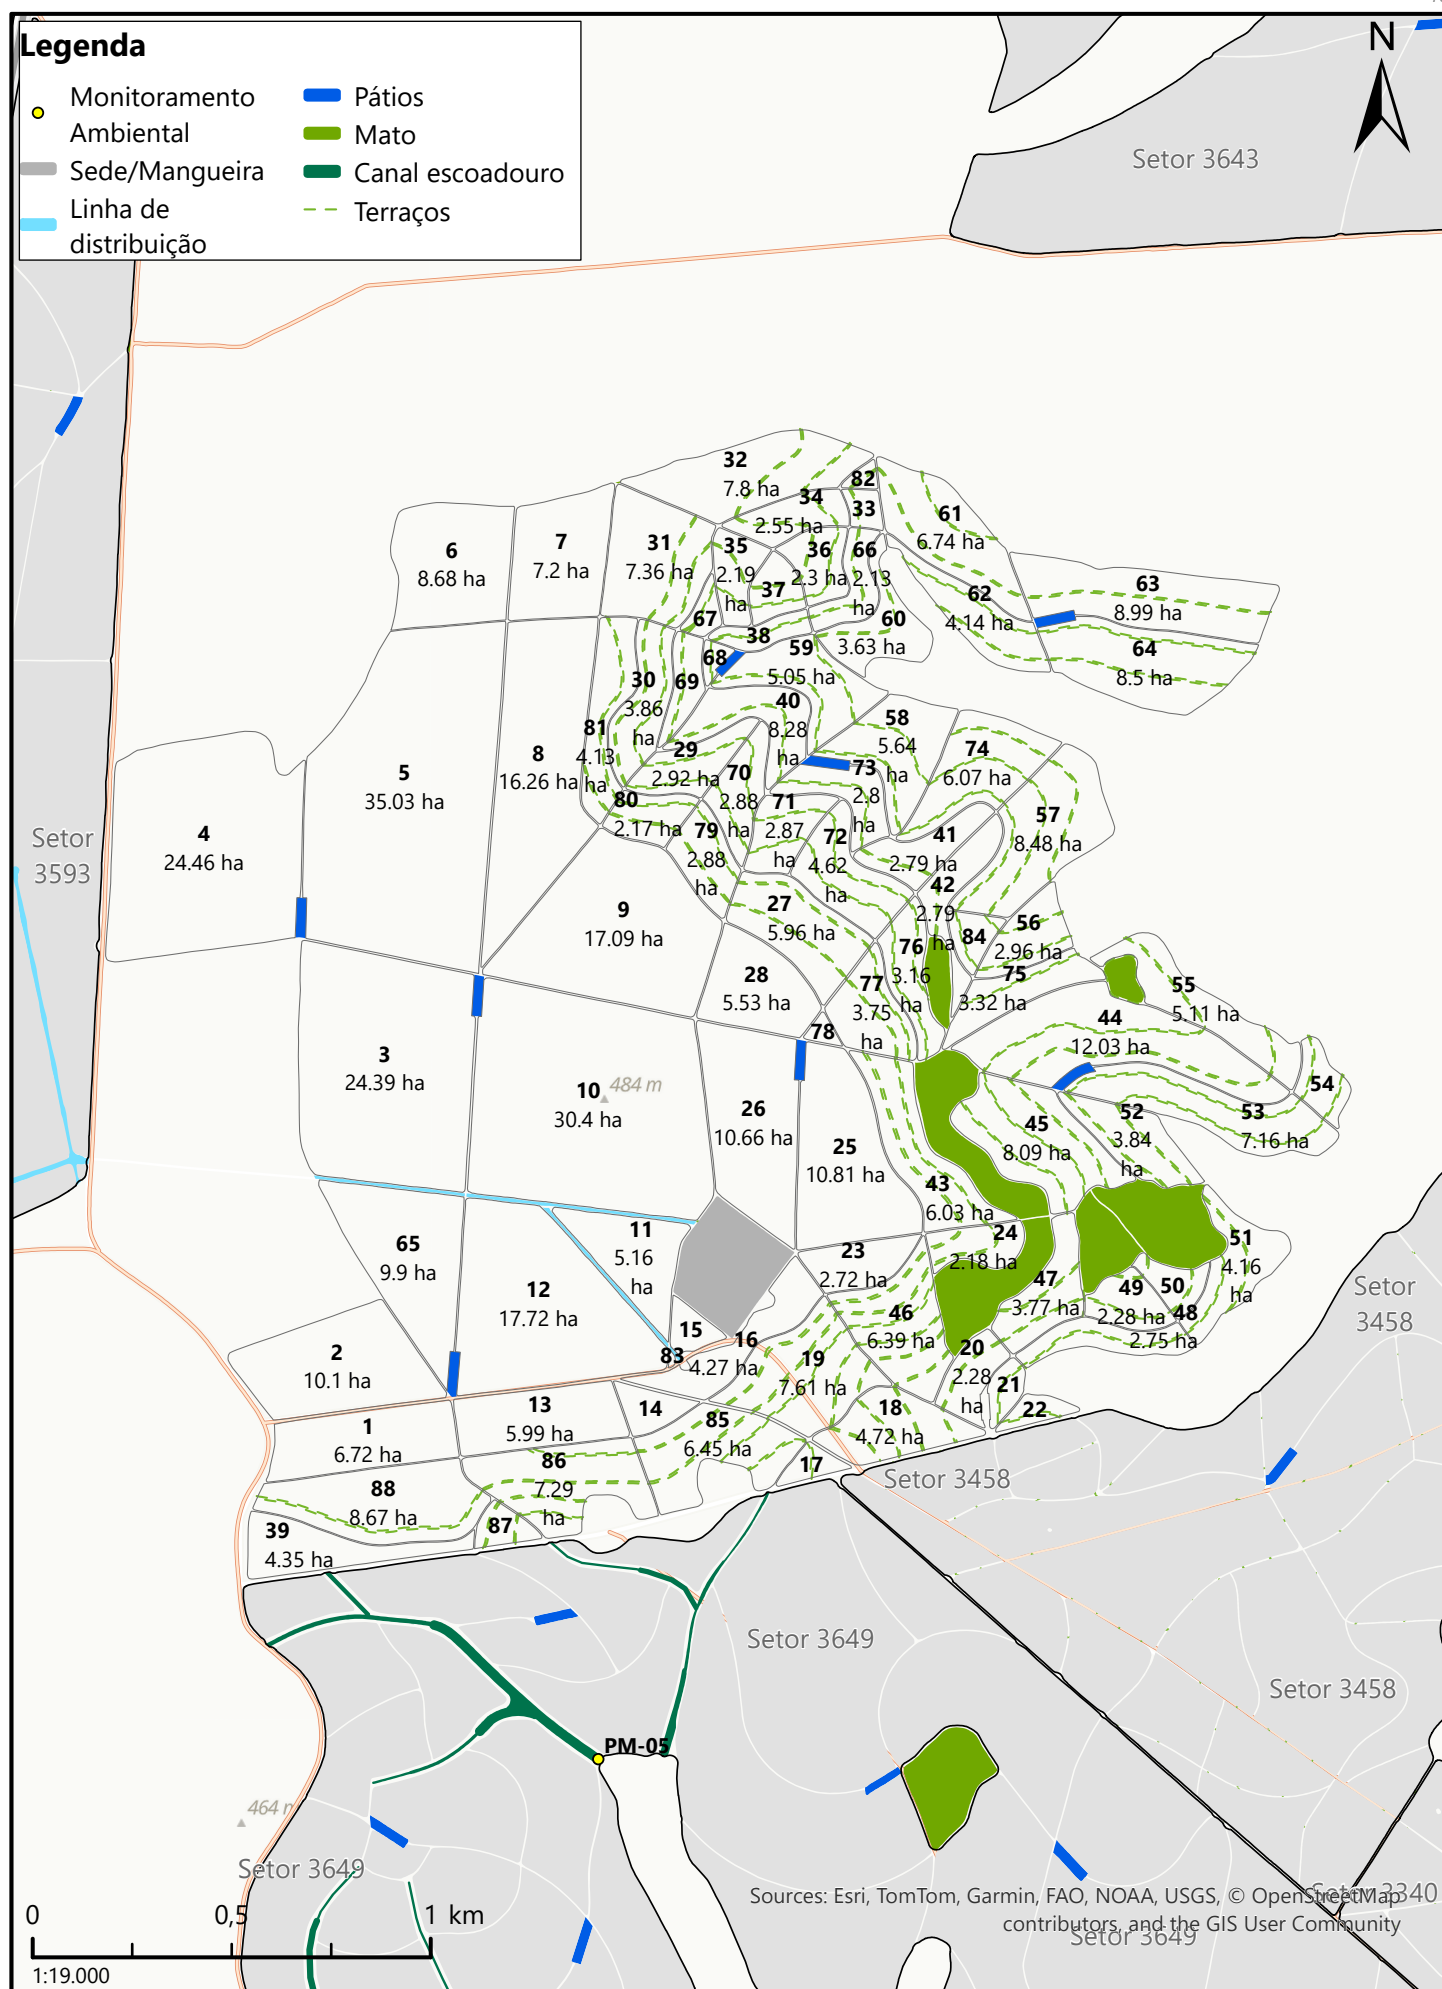 Legenda
Monitoramento
Ambiental
Sede/Mangueira
Linha de
distribuição
Pátios
Mato
Canal escoadouro
Terraços
N
Setor 3643
32
7.8 ha
82
34
2.55 ha
33
61
6.74 ha
6
8.68 ha
7
7.2 ha
31
7.36 ha
35
2.19
ha
36
2.3 ha
66
2.13
ha
37
62
4.14 ha
63
8.99 ha
67
38
60
3.63 ha
64
8.5 ha
68
59
5.05 ha
30
3.86
ha
69
40
8.28
ha
58
5.64
ha
81
4.13
ha
8
16.26 ha
29
2.92 ha
74
6.07 ha
5
35.03 ha
70
2.88
ha
73
2.8
ha
80
2.17 ha
71
2.87
ha
57
8.48 ha
Setor
3593
4
24.46 ha
79
2.88
ha
72
4.62
ha
41
2.79 ha
42
2.79
ha
9
17.09 ha
27
5.96 ha
56
2.96 ha
84
76
3.16
ha
28
5.53 ha
77
3.75
ha
75
3.32 ha
55
5.11 ha
78
44
12.03 ha
3
24.39 ha
10
30.4 ha
484 m
54
26
10.66 ha
45
8.09 ha
52
3.84
ha
53
7.16 ha
25
10.81 ha
43
6.03 ha
11
5.16
ha
65
9.9 ha
24
2.18 ha
51
4.16
ha
23
2.72 ha
12
17.72 ha
47
3.77 ha
49
2.28 ha
50
Setor
3458
46
6.39 ha
48
2.75 ha
15
16
4.27 ha
83
2
10.1 ha
19
7.61 ha
20
2.28
ha
21
22
13
5.99 ha
14
18
4.72 ha
1
6.72 ha
85
6.45 ha
86
7.29
ha
17
Setor 3458
88
8.67 ha
87
39
4.35 ha
Setor 3649
Setor 3458
PM-05
464 m
Setor 3649
Setor 3340
Setor 3649
Sources: Esri, TomTom, Garmin, FAO, NOAA, USGS, © OpenStreetMap
contributors, and the GIS User Community
0
0,5
1 km
1:19.000